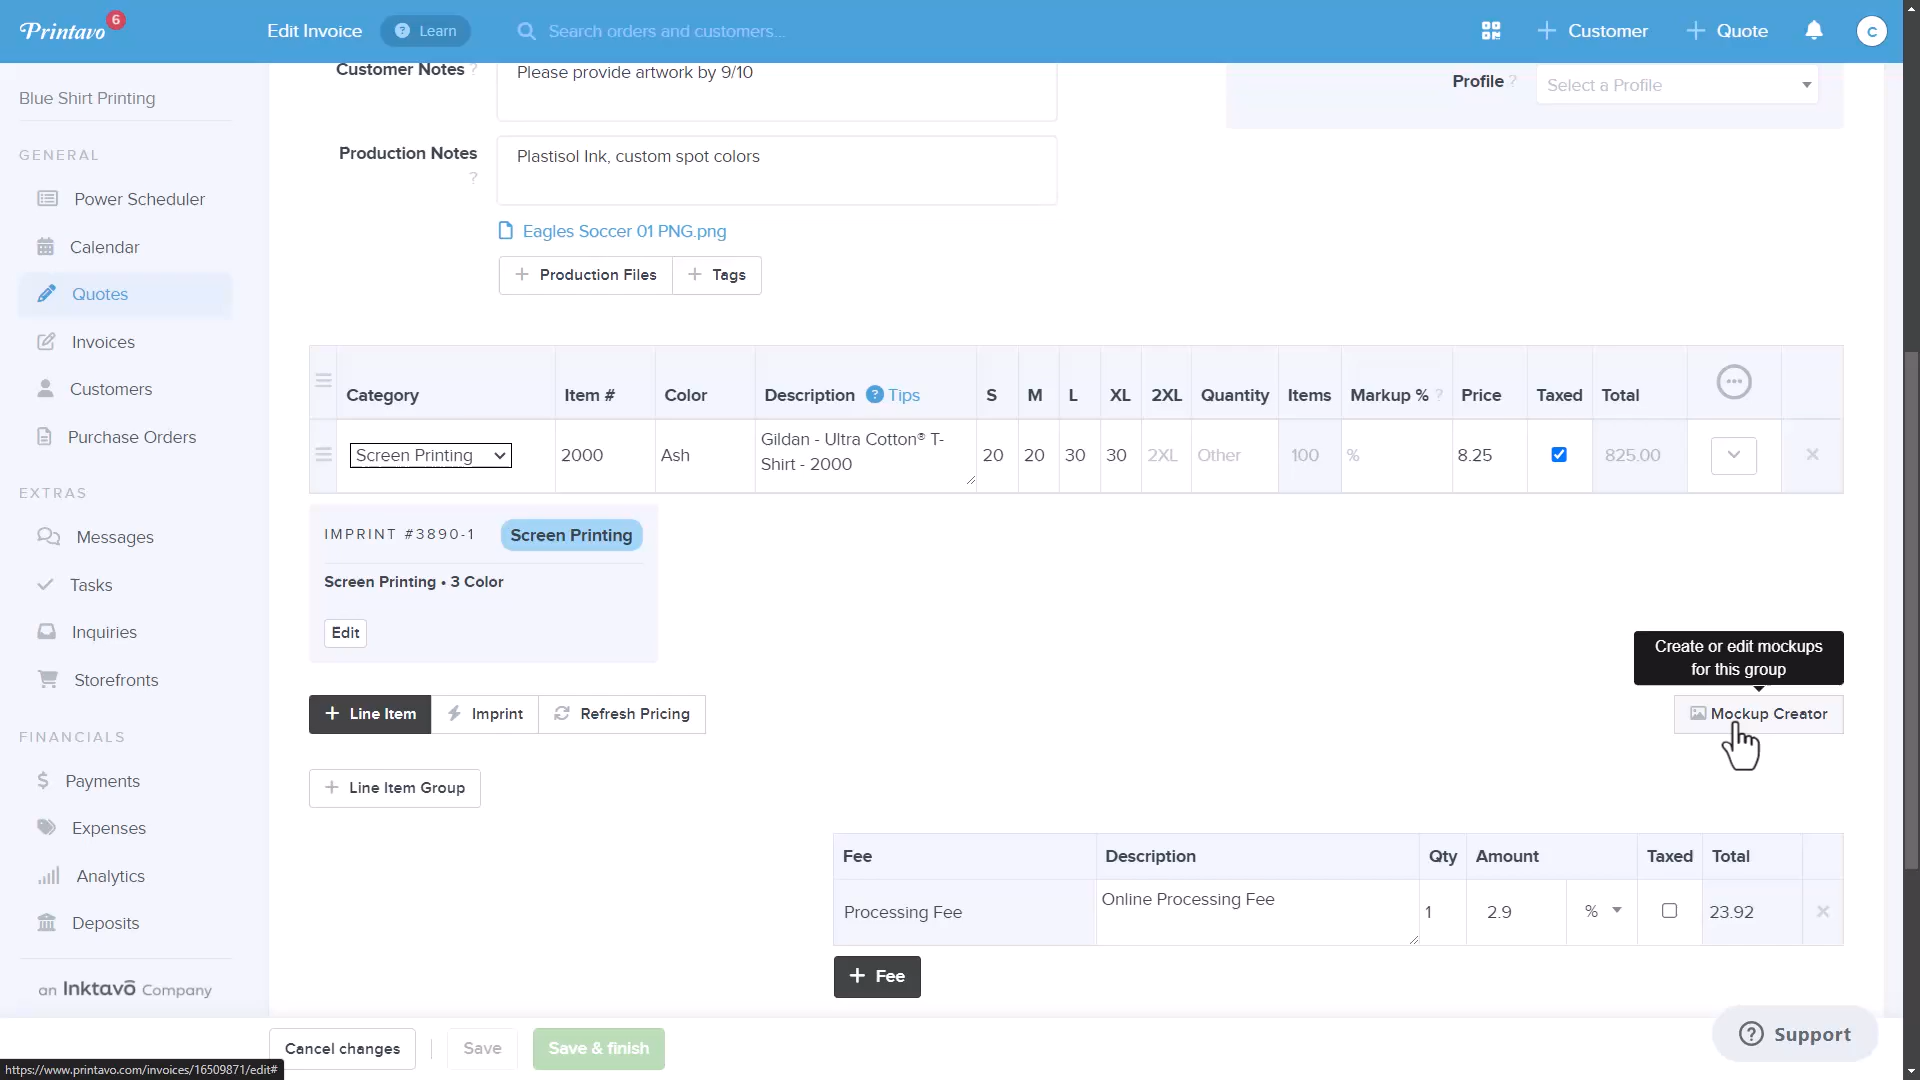 Printavo 6
Edit Invoice
Learn
Search orders and customers...
Customer
Quote
C
Blue Shirt Printing
GENERAL
Power Scheduler
Calendar
Quotes
Invoices
Customers
Purchase Orders
EXTRAS
Messages
Tasks
Inquiries
Storefronts
FINANCIALS
Payments
Expenses
Analytics
Deposits
an Inktavo Company
Customer Notes ?
Please provide artwork by 9/10
Profile ?
Select a Profile
Production Notes
?
Plastisol Ink, custom spot colors
Eagles Soccer 01 PNG.png
Production Files
Tags
Category Item # Color Description ? Tips S M L XL 2XL Quantity Items Markup % ? Price Taxed Total
Screen Printing 2000 Ash Gildan - Ultra Cotton® T-
Shirt - 2000
20 20 30 30 2XL Other 100 % 8.25 825.00
IMPRINT #3890-1 Screen Printing
Screen Printing • 3 Color
Edit
Create or edit mockups
for this group
Line Item
Imprint
Refresh Pricing
Mockup Creator
Line Item Group
Fee Description Qty Amount Taxed Total
Processing Fee Online Processing Fee 1 2.9 % 23.92
Fee
Cancel changes
Save
Save & finish
? Support
https://www.printavo.com/invoices/16509871/edit#